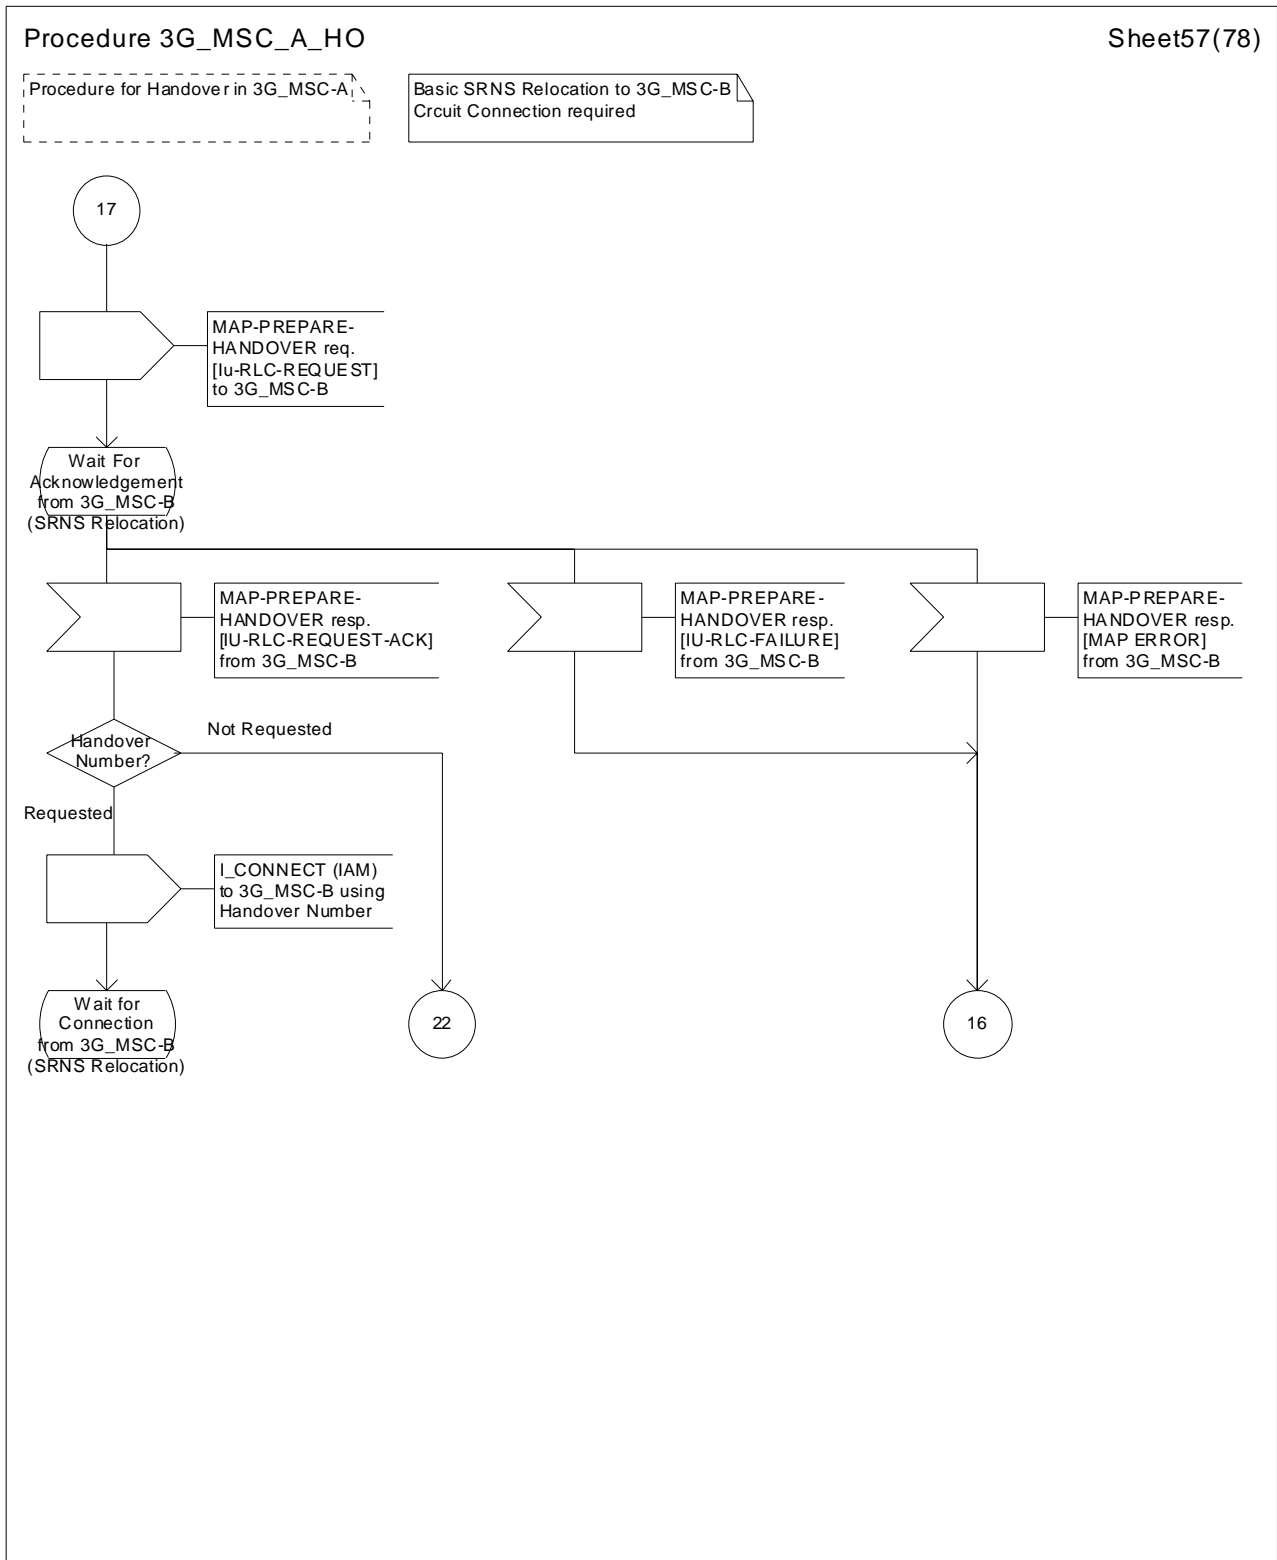 Procedure 3G_MSC_A_HO
Sheet57(78)
Procedure for Handover in 3G_MSC-A
Basic SRNS Relocation to 3G_MSC-B
Crcuit Connection required
17
MAP-PREPARE-
HANDOVER req.
[Iu-RLC-REQUEST]
to 3G_MSC-B
Wait For
Acknowledgement
from 3G_MSC-B
(SRNS Relocation)
MAP-PREPARE-
HANDOVER resp.
[IU-RLC-REQUEST-ACK]
from 3G_MSC-B
MAP-PREPARE-
HANDOVER resp.
[IU-RLC-FAILURE]
from 3G_MSC-B
MAP-PREPARE-
HANDOVER resp.
[MAP ERROR]
from 3G_MSC-B
Handover
Number?
Not Requested
Requested
I_CONNECT (IAM)
to 3G_MSC-B using
Handover Number
Wait for
Connection
from 3G_MSC-B
(SRNS Relocation)
22
16